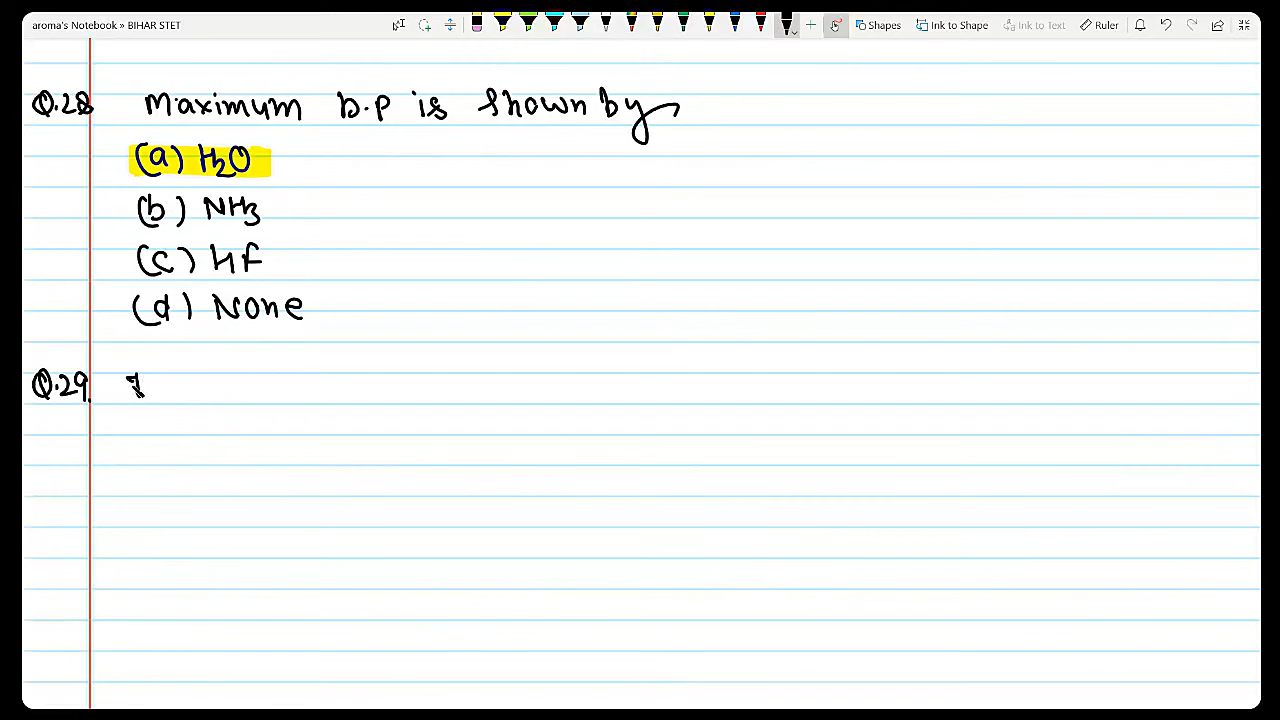 aroma's Notebook » BIHAR STET
Shapes Ink to Shape Ink to Text Ruler
Q.28 Maximum b.p is shown by
(a) H2O
(b) NH3
(c) HF
(d) None
Q.29.